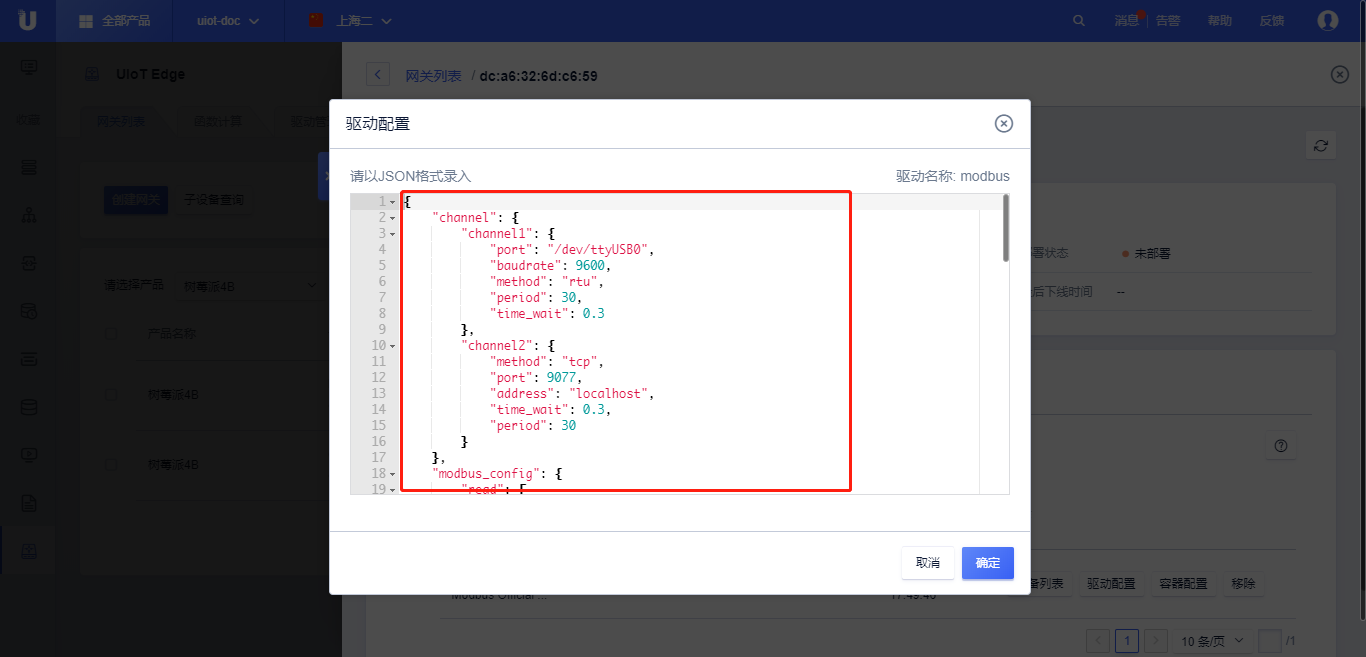 全部产品
uiot-doc
上海二
消息
告警
帮助
反馈
UIoT Edge
网关列表 / dc:a6:32:6d:c6:59
网关列表
函数计算
驱动配置
请以JSON格式录入
驱动名称: modbus
1 {
2 "channel": {
3 "channel1": {
4 "port": "/dev/ttyUSB0",
5 "baudrate": 9600,
6 "method": "rtu",
7 "period": 30,
8 "time_wait": 0.3
9 },
10 "channel2": {
11 "method": "tcp",
12 "port": 9077,
13 "address": "localhost",
14 "time_wait": 0.3,
15 "period": 30
16 }
17 },
18 "modbus_config": {
19 "read": [
取消
确定
创建网关
子设备查询
请选择产品
树莓派4B
产品名称
树莓派4B
树莓派4B
署状态
未部署
后下线时间
--
Modbus Official ...
17:49:48
备列表
驱动配置
容器配置
移除
1
10 条/页
/1